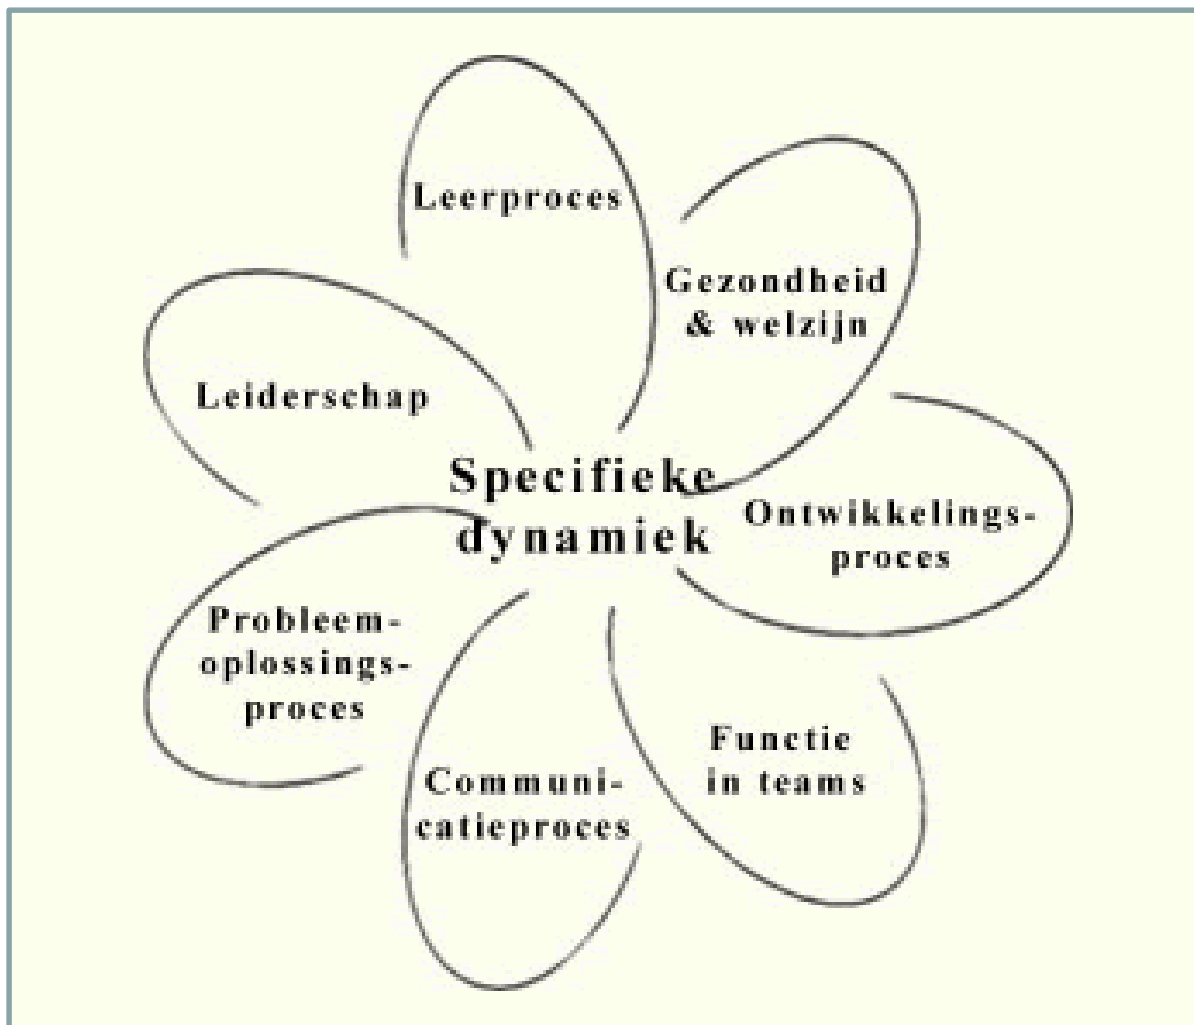 Leerproces
Gezondheid
& welzijn
Leiderschap
Specifieke
dynamiek
Ontwikkelings-
proces
Probleem-
oplossings-
proces
Functie
in teams
Communi-
catieproces